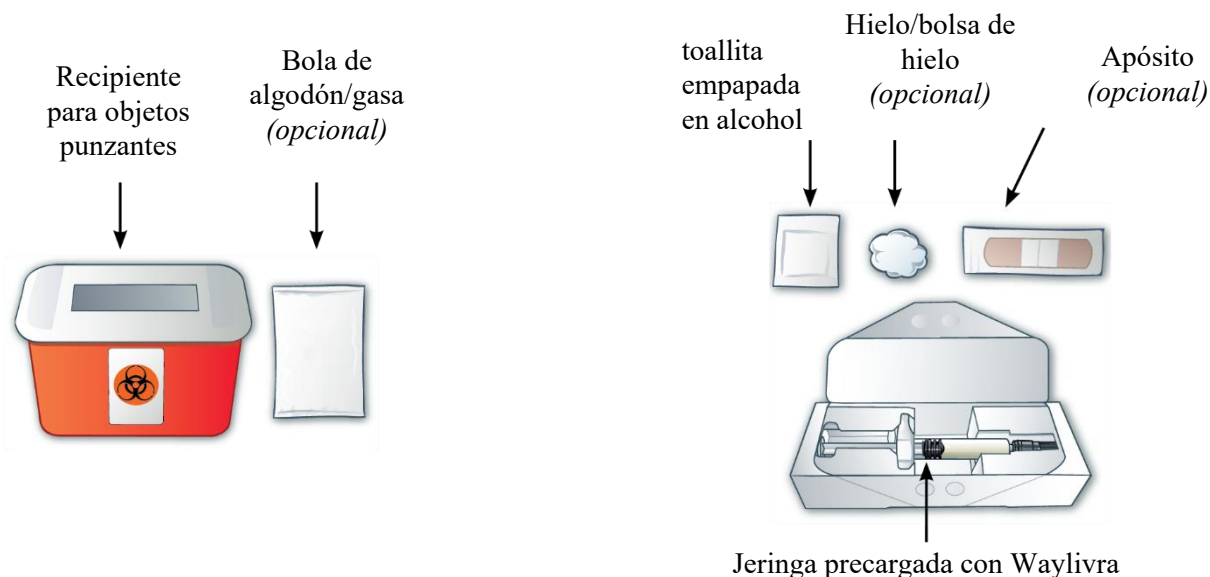 Recipiente
para objetos
punzantes
Bola de
algodón/gasa
(opcional)
toallita
empapada
en alcohol
Hielo/bolsa de
hielo
(opcional)
Apósito
(opcional)
Jeringa precargada con Waylivra